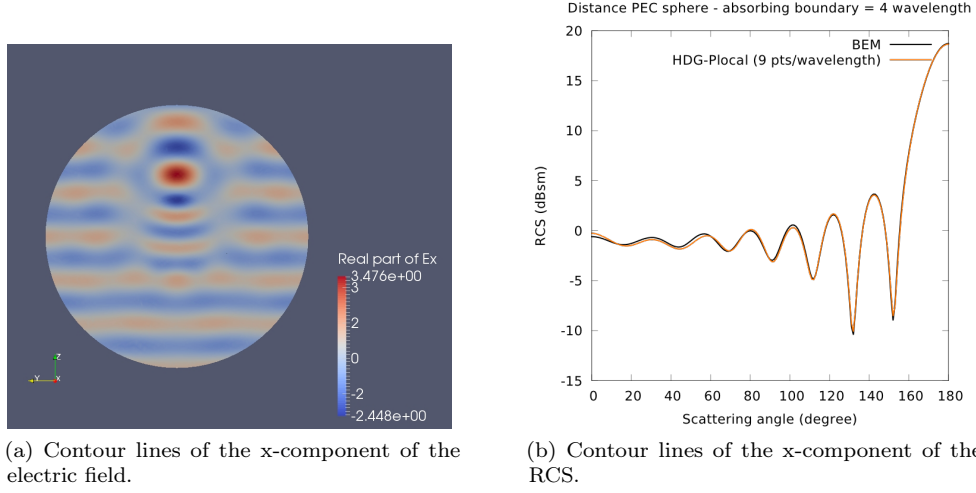 Distance PEC sphere - absorbing boundary = 4 wavelength
Real part of Ex
3.476e+00
3
2
0
-2
-2.448e+00
Z
Y
X
BEM
HDG-Plocal (9 pts/wavelength)
RCS (dBsm)
20
15
10
5
0
-5
-10
-15
0
20
40
60
80
100
120
140
160
180
Scattering angle (degree)
(a) Contour lines of the x-component of the
electric field.
(b) Contour lines of the x-component of the
RCS.